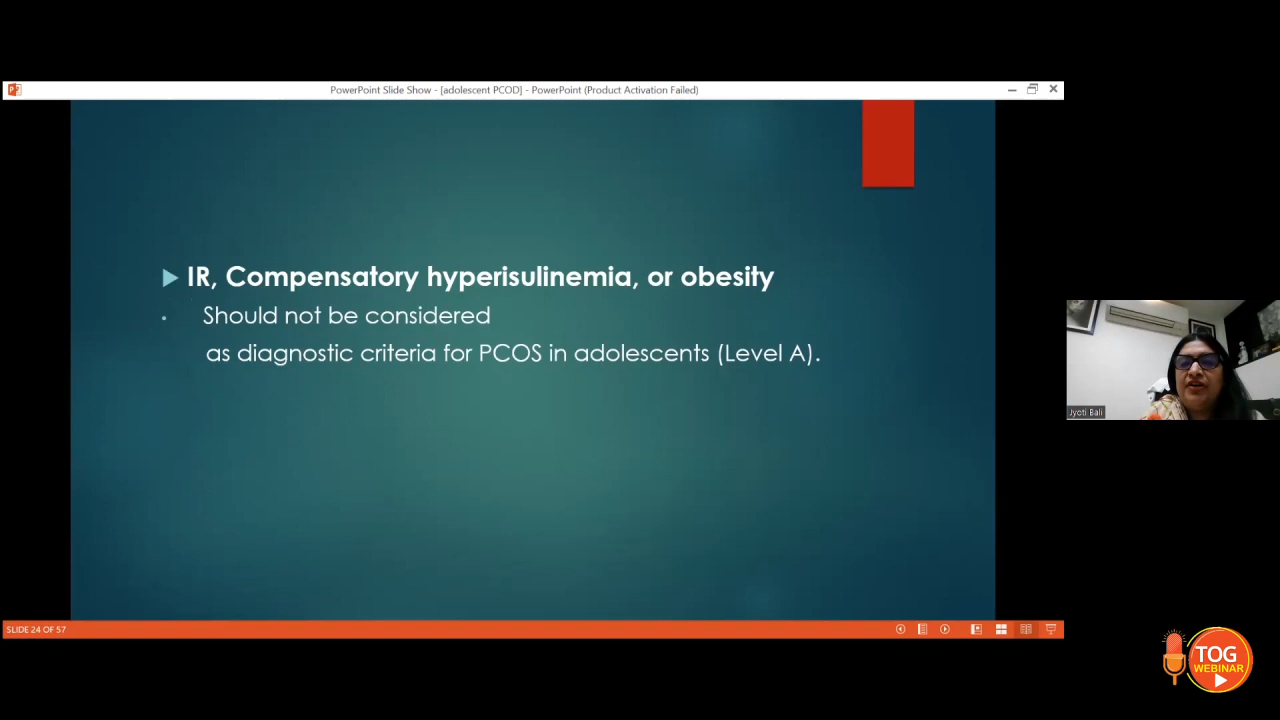 PowerPoint Slide Show - [adolescent PCOD] - PowerPoint (Product Activation Failed)
IR, Compensatory hyperisulinemia, or obesity
Should not be considered
as diagnostic criteria for PCOS in adolescents (Level A).
Jyoti Bali
SLIDE 24 OF 57
TOG
WEBINAR